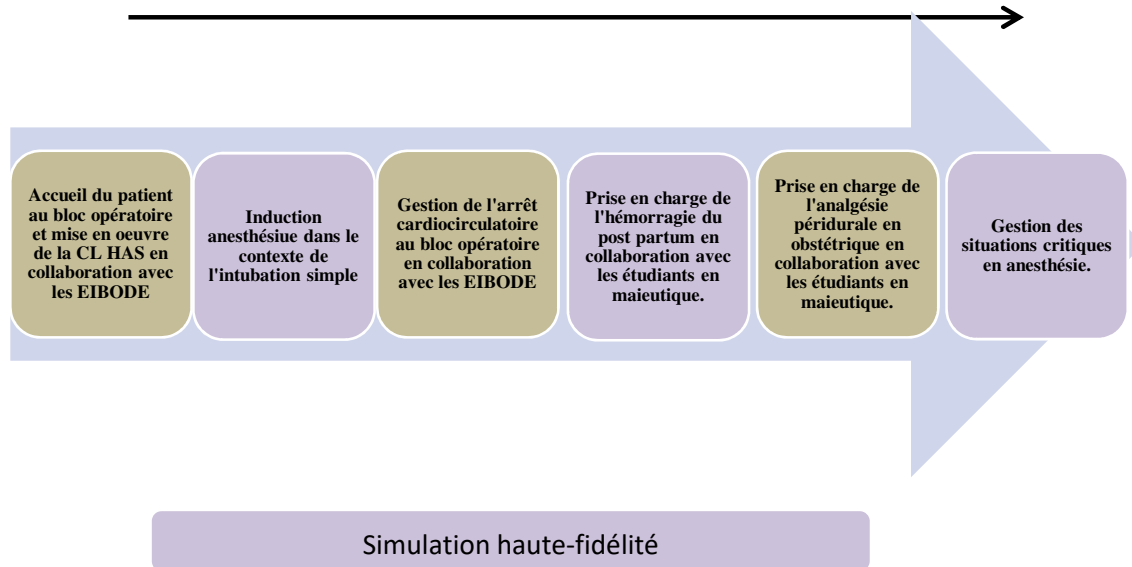 Accueil du patient
au bloc opératoire
et mise en oeuvre
de la CL HAS en
collaboration avec
les EIBODE
Induction
anesthésiue dans le
contexte de
l'intubation simple
Gestion de l'arrêt
cardiocirculatoire
au bloc opératoire
en collaboration
avec les EIBODE
Prise en charge de
l'hémorragie du
post partum en
collaboration avec
les étudiants en
maieutique.
Prise en charge de
l'analgésie
péridurale en
obstétrique en
collaboration avec
les étudiants en
maieutique.
Gestion des
situations critiques
en anesthésie.
Simulation haute-fidélité